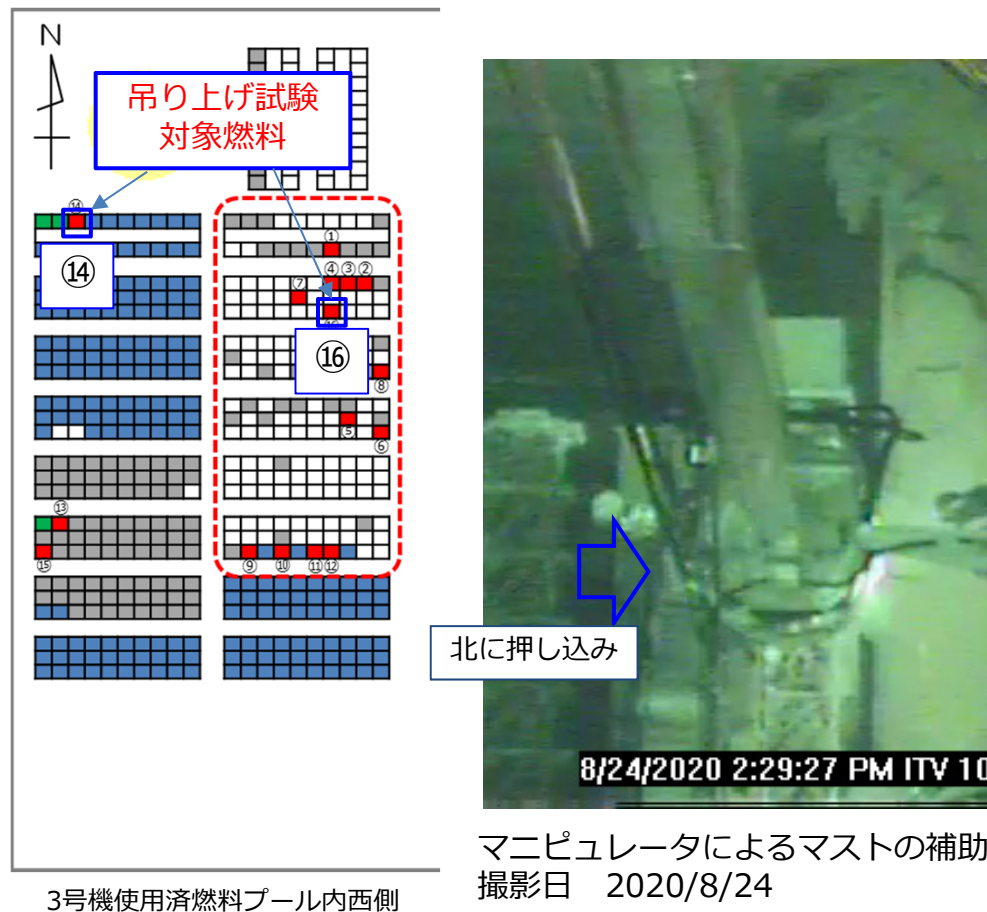 N
吊り上げ試験
対象燃料
⑭
①
④③②
⑦
⑭
⑯
⑧
⑤
⑥
⑬
⑮
⑨
⑩
⑪⑫
3号機使用済燃料プール内西側
北に押し込み
8/24/2020 2:29:27 PM ITV 10
マニピュレータによるマストの補助
撮影日 2020/8/24